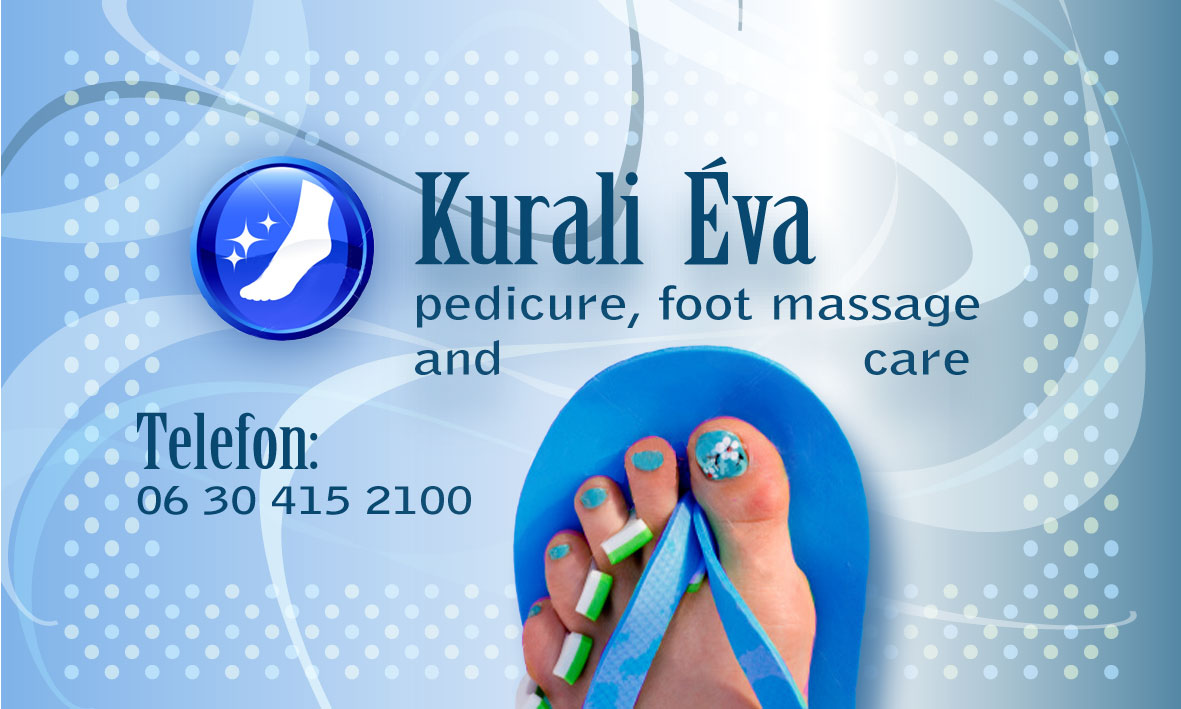 Kurali Éva
pedicure, foot massage
and care
Telefon:
06 30 415 2100